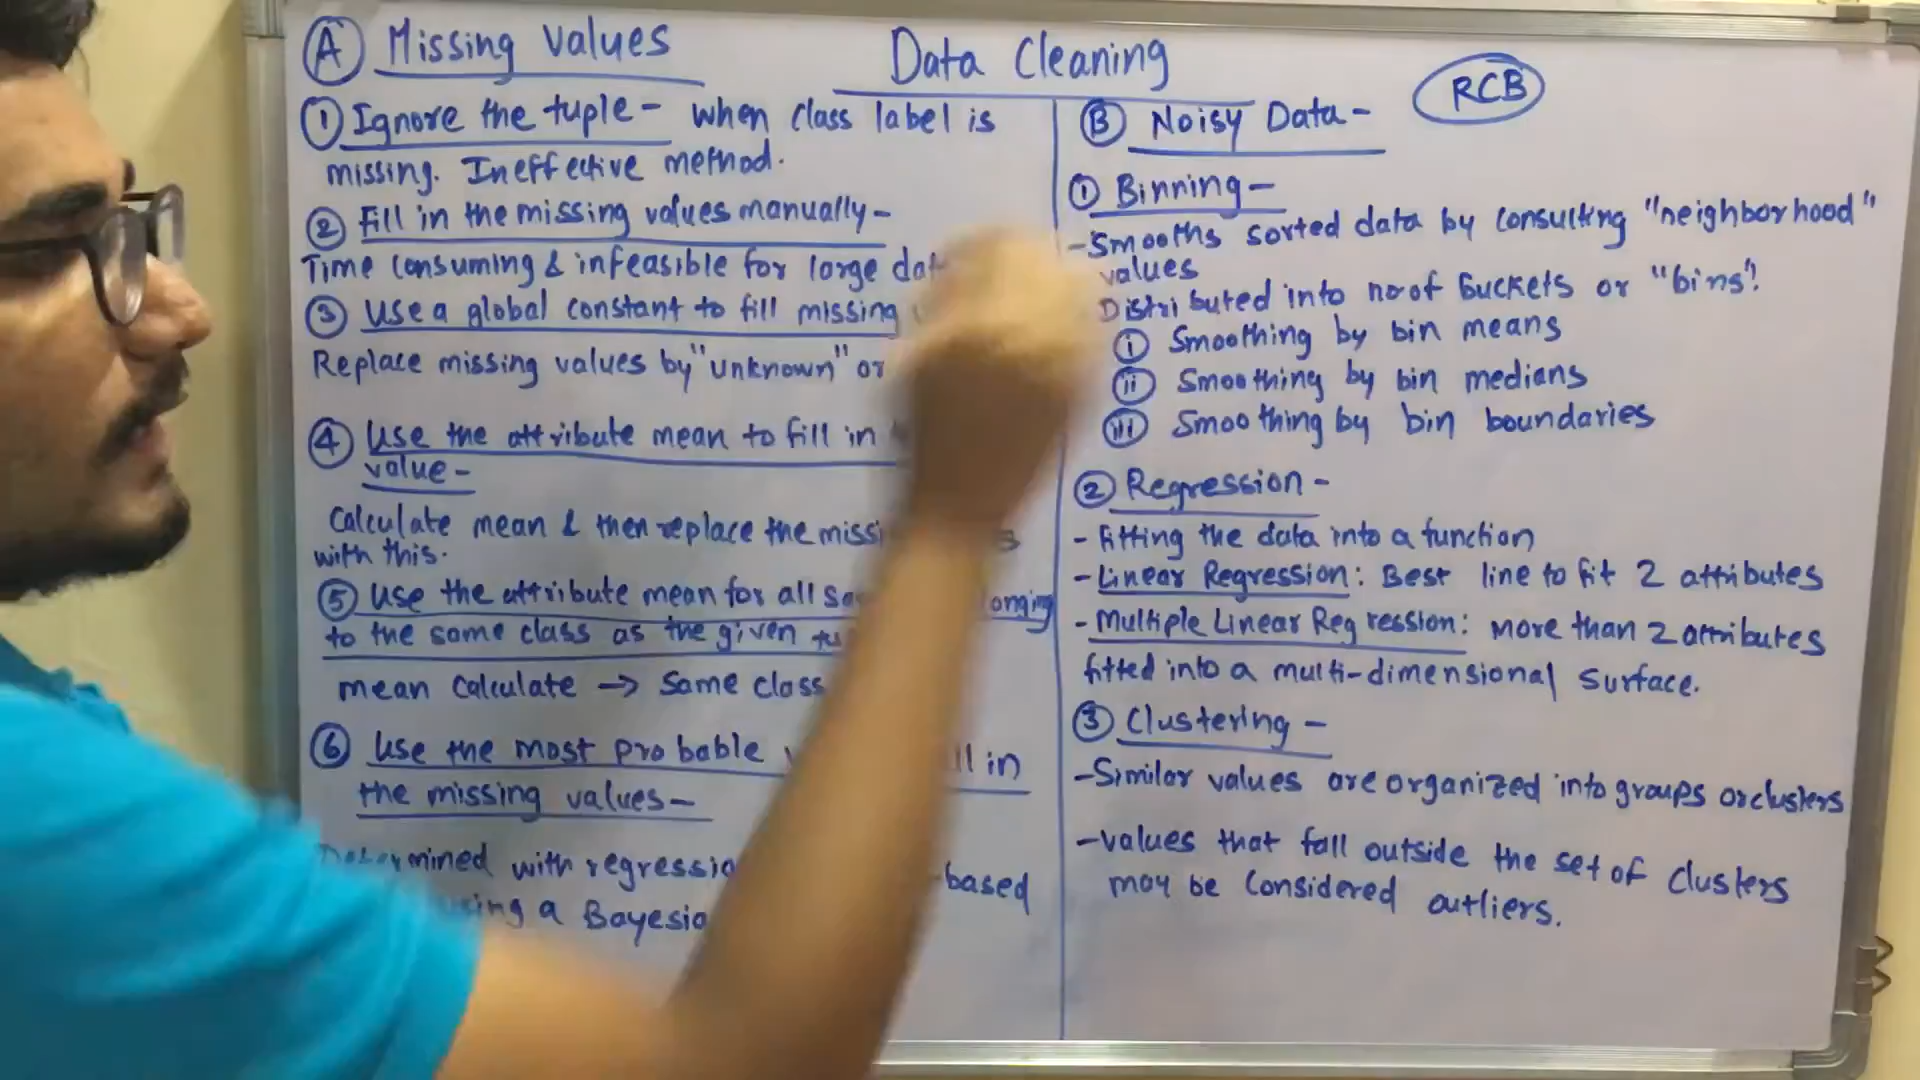 Data Cleaning
(A) Missing Values
(1) Ignore the tuple - when class label is
missing. Ineffective method.
(2) Fill in the missing values manually -
Time consuming & infeasible for large
(3) Use a global constant to fill missing
Replace missing values by "unknown" or
(4) Use the attribute mean to fill in
value -
Calculate mean & then replace the
with this.
(5) Use the attribute mean for all
to the same class as the given
mean calculate → same class
(6) Use the most probable in
the missing values -
Determined with -based
a
RCB
(B) Noisy Data -
(1) Binning -
- Smooths sorted data by consulting "neighborhood"
values
Distributed into no of buckets or "bins".
(i) Smoothing by bin means
(ii) Smoothing by bin medians
(iii) Smoothing by bin boundaries
(2) Regression -
- Fitting the data into a function
- Linear Regression: Best line to fit 2 attributes
- Multiple Linear Regression: more than 2 attributes
fitted into a multi-dimensional surface.
(3) Clustering -
- Similar values are organized into groups or clusters
- values that fall outside the set of clusters
may be considered outliers.